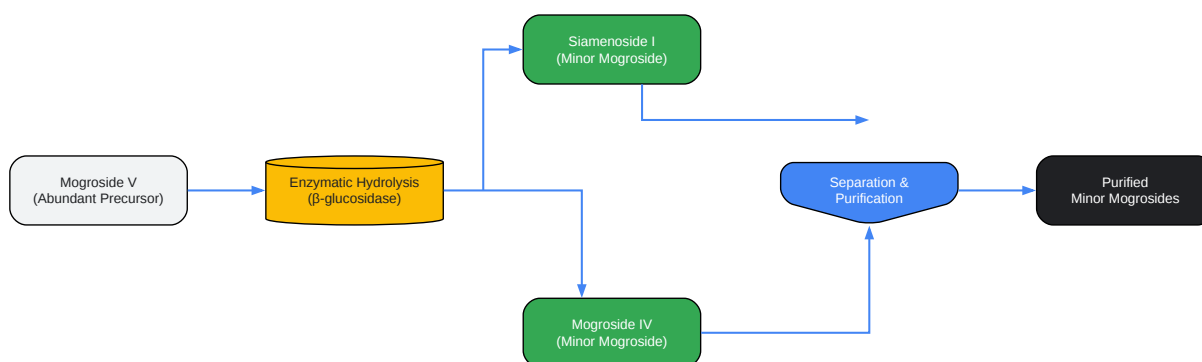 Siamenoside I
(Minor Mogroside)
Mogroside V
(Abundant Precursor)
Enzymatic Hydrolysis
(β-glucosidase)
Separation &
Purification
Purified
Minor Mogrosides
Mogroside IV
(Minor Mogroside)